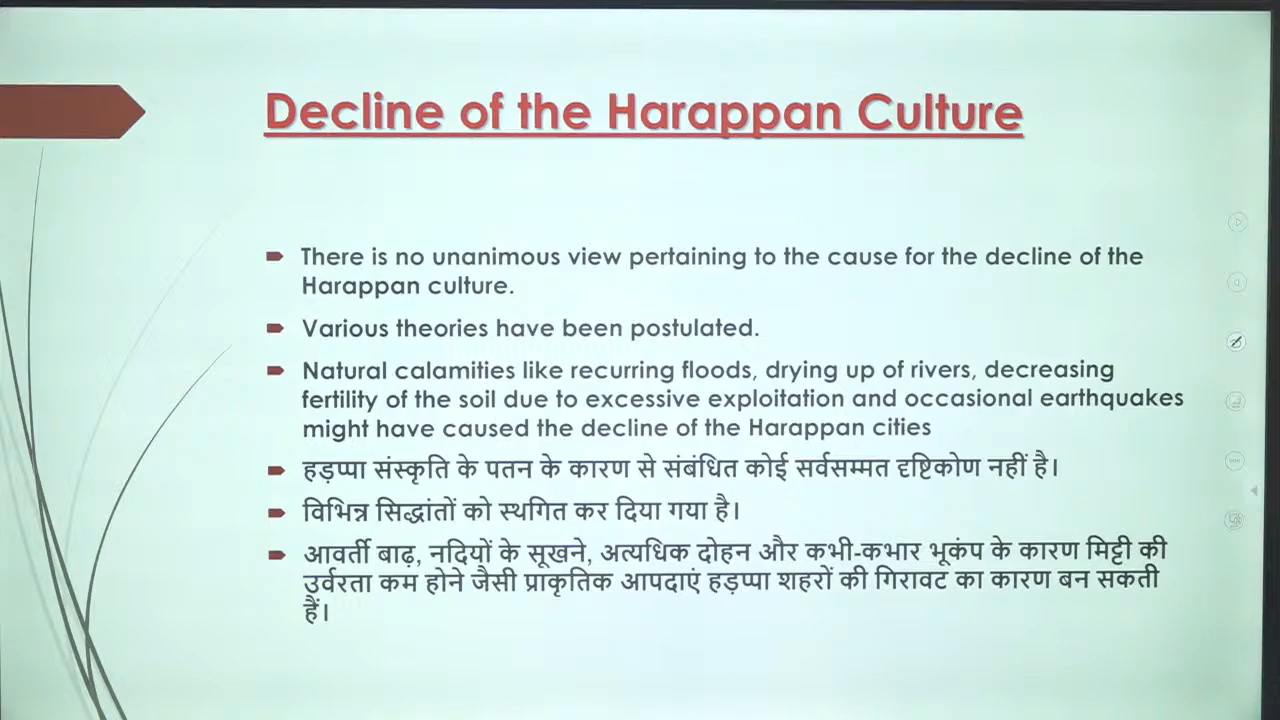 Decline of the Harappan Culture
There is no unanimous view pertaining to the cause for the decline of the
Harappan culture.
Various theories have been postulated.
Natural calamities like recurring floods, drying up of rivers, decreasing
fertility of the soil due to excessive exploitation and occasional earthquakes
might have caused the decline of the Harappan cities
हड़प्पा संस्कृति के पतन के कारण से संबंधित कोई सर्वसम्मत दृष्टिकोण नहीं है।
विभिन्न सिद्धांतों को स्थगित कर दिया गया है।
आवर्ती बाढ़, नदियों के सूखने, अत्यधिक दोहन और कभी-कभार भूकंप के कारण मिट्टी की
उर्वरता कम होने जैसी प्राकृतिक आपदाएं हड़प्पा शहरों की गिरावट का कारण बन सकती
हैं।